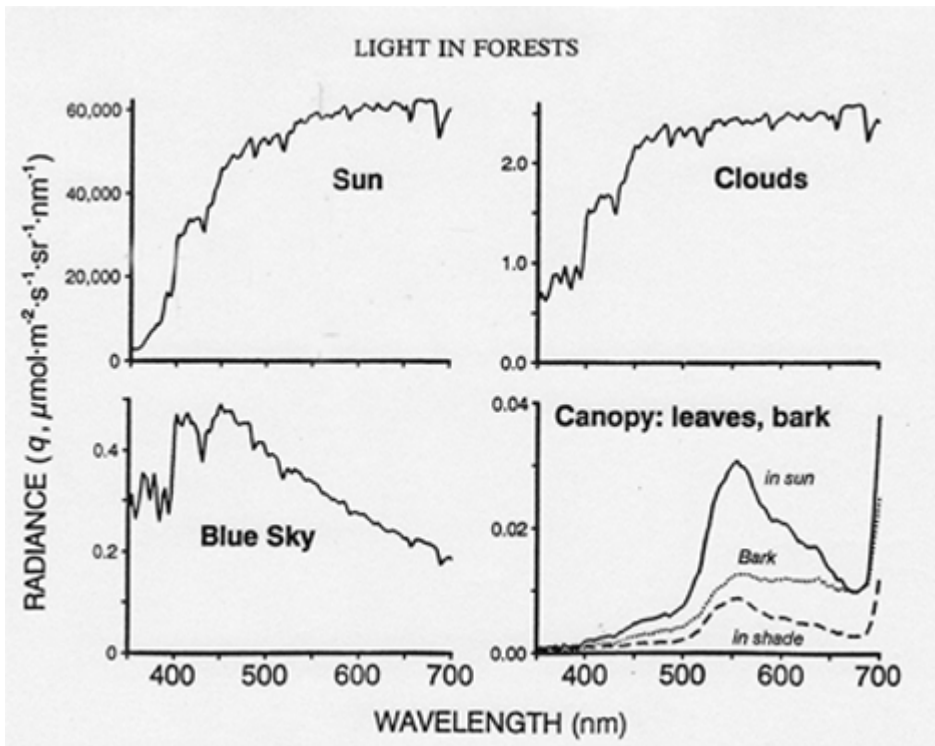 LIGHT IN FORESTS
RADIANCE (q, μmol·m-2·s-1·sr-1·nm-1)
60,000
40,000
20,000
0
Sun
2.0
1.0
0.0
Clouds
0.4
0.2
0
Blue Sky
400 500 600 700
0.04
0.02
0.00
Canopy: leaves, bark
in sun
Bark
in shade
400 500 600 700
WAVELENGTH (nm)